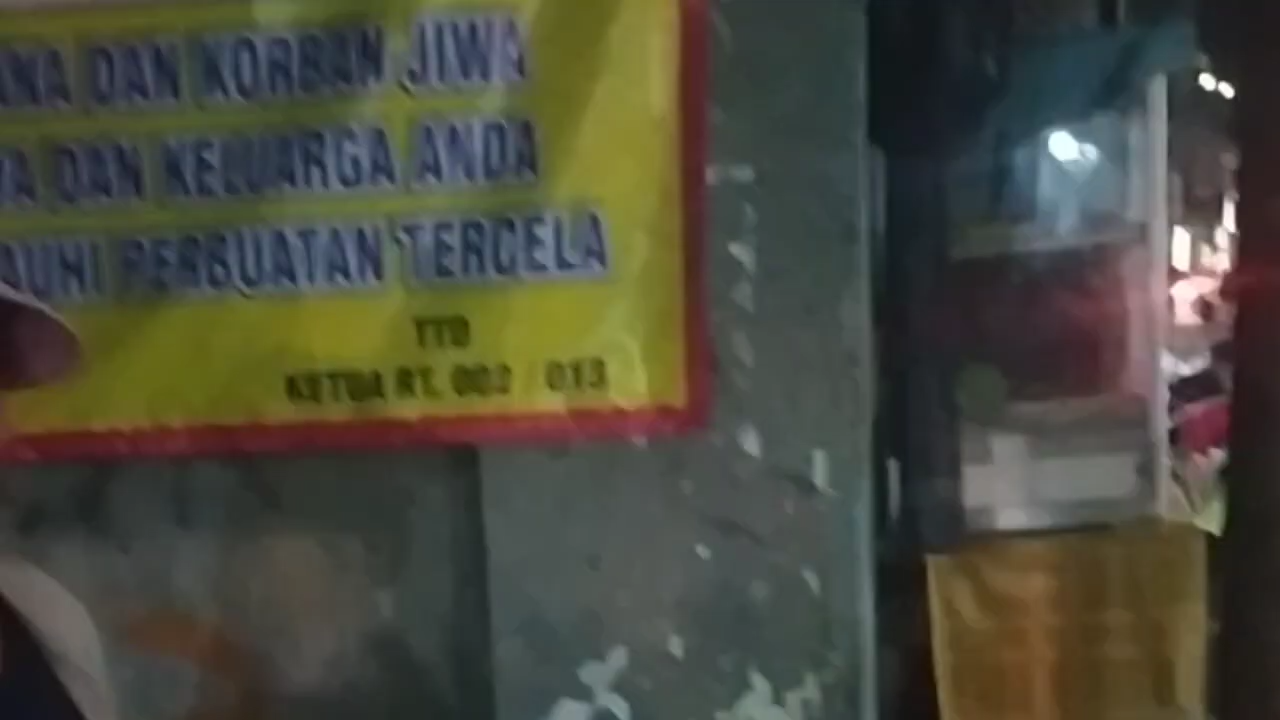 DAN KORBAN JIWA
DAN KELUARGA ANDA
PERBUATAN TERCELA
TTD
KETUA RT. 002 / 013